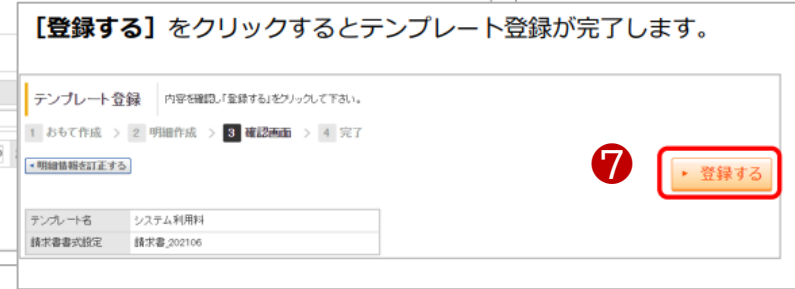 ［登録する］をクリックするとテンプレート登録が完了します。
テンプレート登録 内容を確認し「登録する」をクリックして下さい。
1 おもて作成 > 2 明細作成 > 3 確認画面 > 4 完了
明細情報を訂正する
7
登録する
テンプレート名 システム利用料
請求書書式設定 請求書_202106